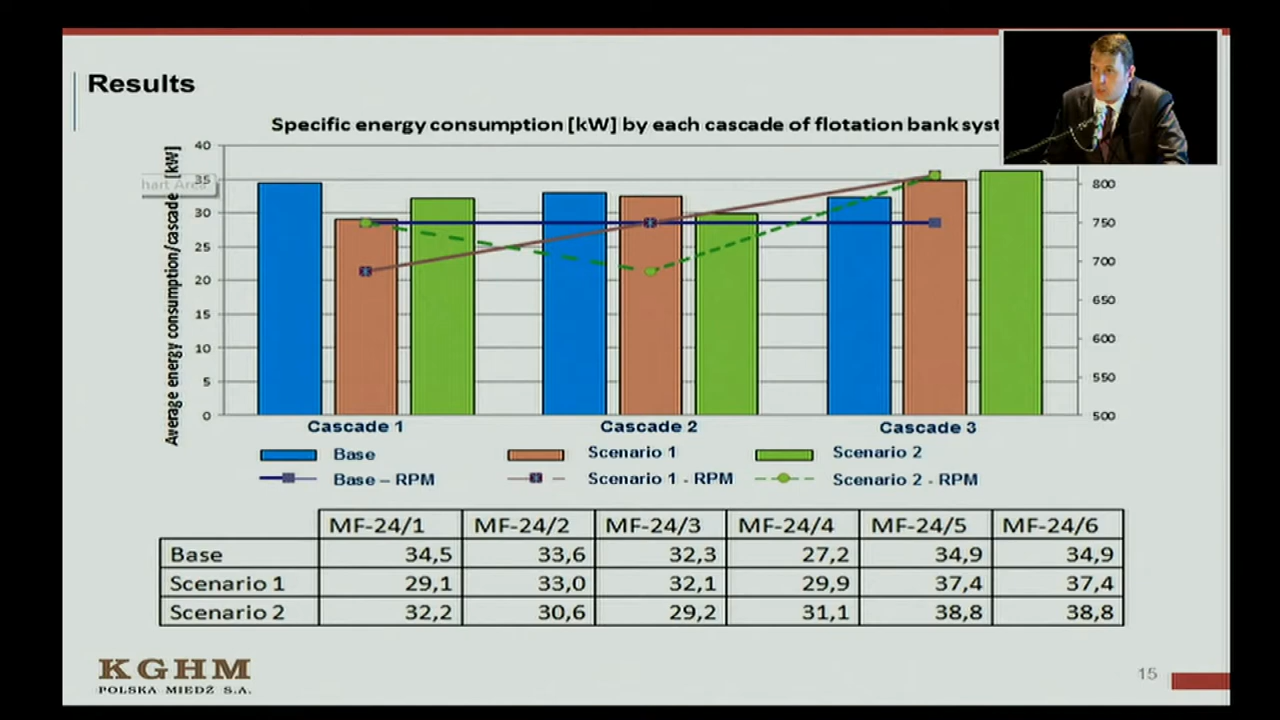 Results
Specific energy consumption [kW] by each cascade of flotation bank syst
Average energy consumption/cascade [kW]
hart Area
40
35
30
25
20
15
10
5
0
800
750
700
650
600
550
500
Cascade 1 Cascade 2 Cascade 3
Base Scenario 1 Scenario 2
Base – RPM Scenario 1 - RPM Scenario 2 - RPM
MF-24/1 MF-24/2 MF-24/3 MF-24/4 MF-24/5 MF-24/6
Base 34,5 33,6 32,3 27,2 34,9 34,9
Scenario 1 29,1 33,0 32,1 29,9 37,4 37,4
Scenario 2 32,2 30,6 29,2 31,1 38,8 38,8
KGHM
POLSKA MIEDŹ S.A.
15